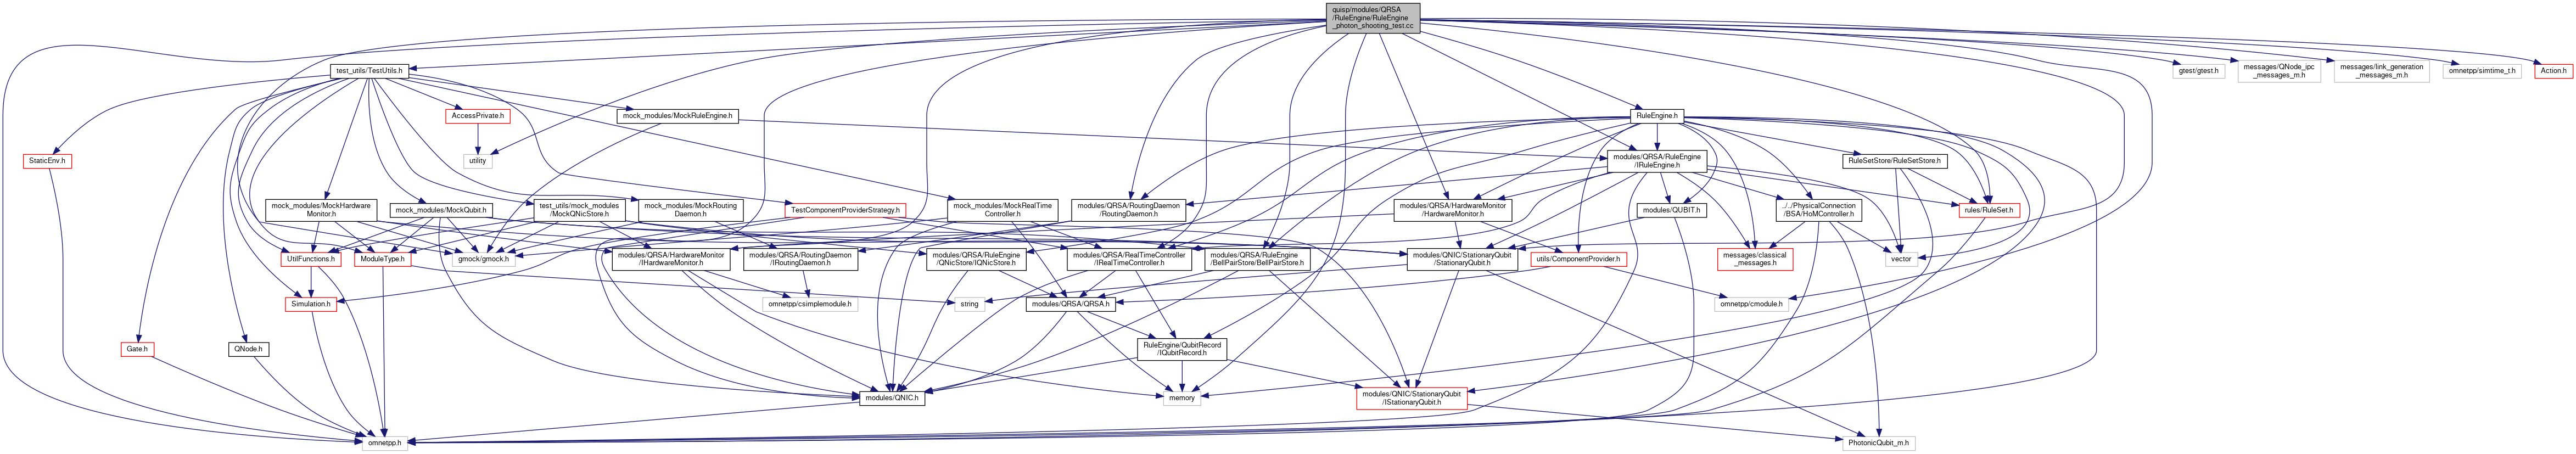 quisp/modules/QRSA
/RuleEngine/RuleEngine
_photon_shooting_test.cc
test_utils/TestUtils.h
gtest/gtest.h
messages/QNode_ipc
_messages_m.h
messages/link_generation
_messages_m.h
omnetpp/simtime_t.h
Action.h
AccessPrivate.h
mock_modules/MockRuleEngine.h
RuleEngine.h
StaticEnv.h
utility
modules/QRSA/RuleEngine
/IRuleEngine.h
RuleSetStore/RuleSetStore.h
mock_modules/MockHardware
Monitor.h
mock_modules/MockQubit.h
test_utils/mock_modules
/MockQNicStore.h
mock_modules/MockRouting
Daemon.h
TestComponentProviderStrategy.h
mock_modules/MockRealTime
Controller.h
modules/QRSA/RoutingDaemon
/RoutingDaemon.h
modules/QRSA/HardwareMonitor
/HardwareMonitor.h
modules/QUBIT.h
../../PhysicalConnection
/BSA/HoMController.h
rules/RuleSet.h
UtilFunctions.h
ModuleType.h
gmock/gmock.h
modules/QRSA/HardwareMonitor
/IHardwareMonitor.h
modules/QRSA/RoutingDaemon
/IRoutingDaemon.h
modules/QRSA/RuleEngine
/QNicStore/IQNicStore.h
modules/QRSA/RealTimeController
/IRealTimeController.h
modules/QRSA/RuleEngine
/BellPairStore/BellPairStore.h
modules/QNIC/StationaryQubit
/StationaryQubit.h
utils/ComponentProvider.h
messages/classical
_messages.h
vector
Simulation.h
omnetpp/csimplemodule.h
string
modules/QRSA/QRSA.h
omnetpp/cmodule.h
Gate.h
QNode.h
RuleEngine/QubitRecord
/IQubitRecord.h
modules/QNIC.h
memory
modules/QNIC/StationaryQubit
/IStationaryQubit.h
omnetpp.h
PhotonicQubit_m.h